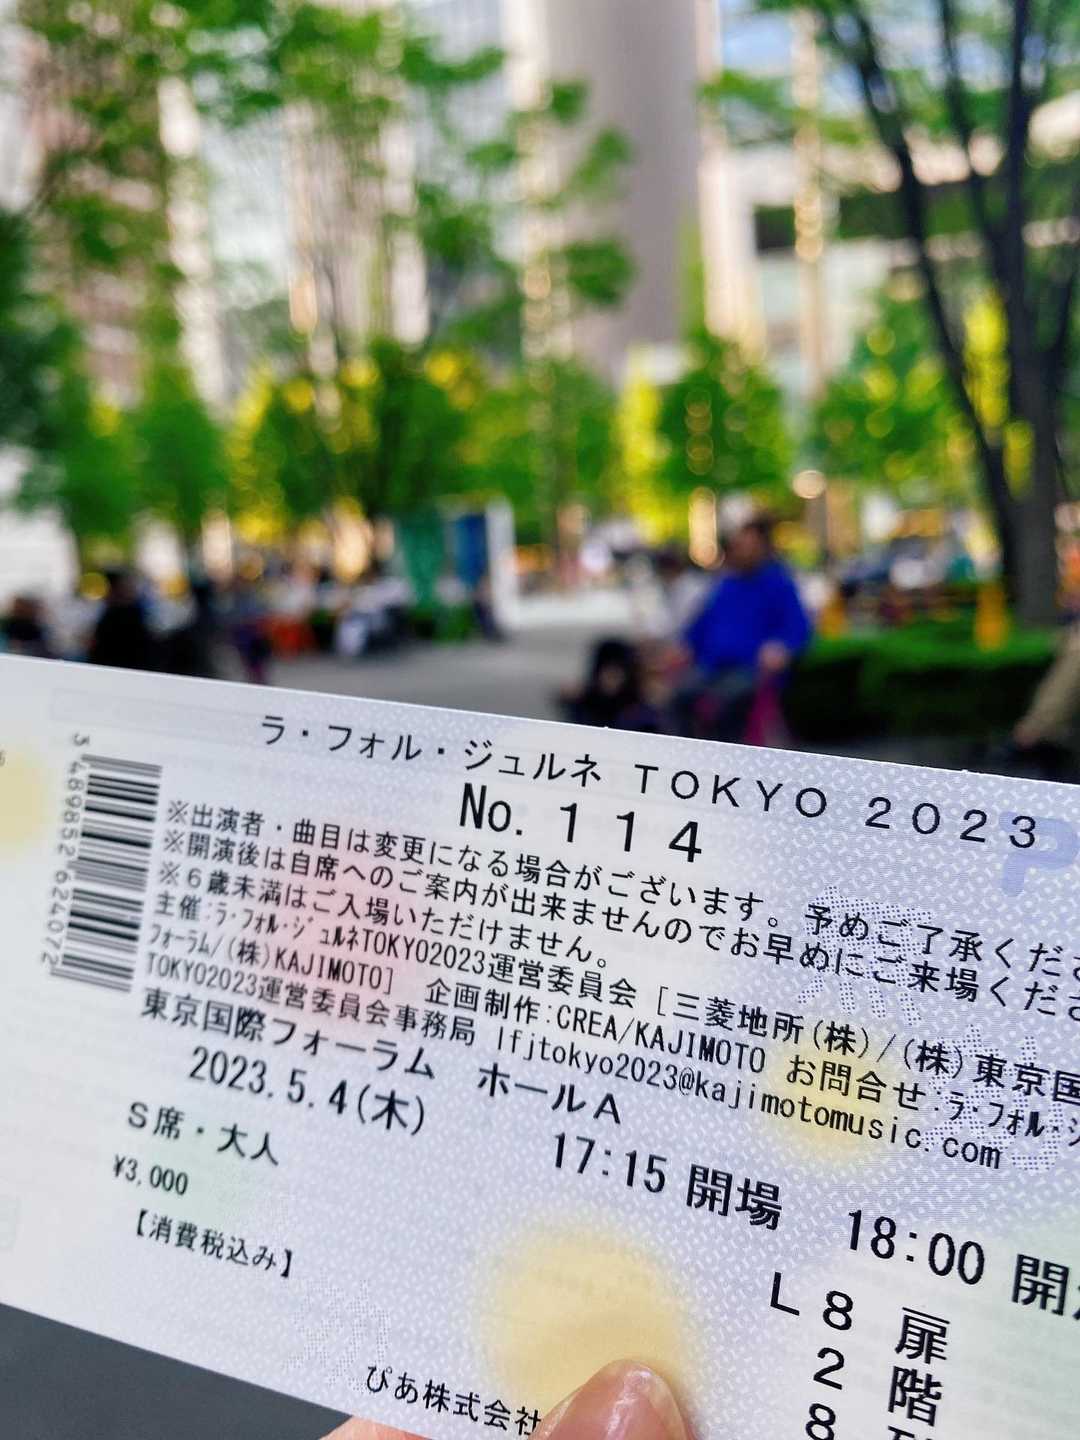 ラ・フォル・ジュルネ TOKYO 2023
No. 114
※出演者・曲目は変更になる場合がございます。予めご了承くださ
※開演後は自席へのご案内が出来ませんのでお早めにご来場くださ
※6歳未満はご入場いただけません。
主催:ラ・フォル・ジュルネTOKYO2023運営委員会 [三菱地所(株)/(株)東京国
フォーラム/(株)KAJIMOTO] 企画制作:CREA/KAJIMOTO お問合せ:ラ・フォル・ジ
TOKYO2023運営委員会事務局 lfjtokyo2023@kajimotomusic.com
東京国際フォーラム ホールA
2023.5.4(木) 17:15 開場 18:00 開
S席・大人
¥3,000
【消費税込み】
L8 扉
2 階
8
ぴあ株式会社